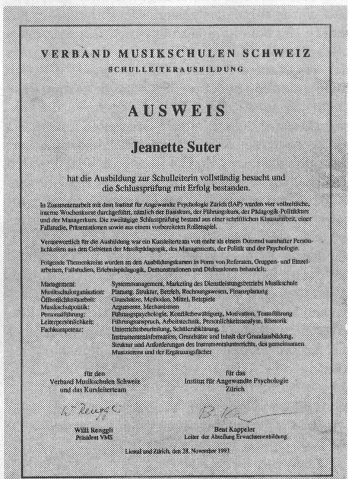 VERBAND MUSIKSCHULEN SCHWEIZ
SCHULLEITERAUSBILDUNG
AUSWEIS
Jeanette Suter
hat die Ausbildung zur Schulleiterin vollständig besucht und
die Schlussprüfung mit Erfolg bestanden.
In Zusammenarbeit mit dem Institut für Angewandte Psychologie Zürich (IAP) wurden vier vollzeitliche,
interne Wochenkurse durchgeführt, nämlich der Basiskurs, der Führungskurs, der Pädagogik-Politikkurs
und der Managerkurs. Die zweitägige Schlussprüfung bestand aus einer schriftlichen Klausurarbeit, einer
Fallstudie, Präsentationen sowie aus einem vorbereiteten Rollenspiel.
Verantwortlich für die Ausbildung war ein Kursleiterteam von mehr als einem Dutzend namhafter Persön-
lichkeiten aus den Gebieten der Musikpädagogik, des Managements, der Politik und der Psychologie.
Folgende Themenkreise wurden an den Ausbildungskursen in Form von Referaten, Gruppen- und Einzel-
arbeiten, Fallstudien, Erlebnispädagogik, Demonstrationen und Diskussionen behandelt:
Management: Systemmanagement, Marketing des Dienstleistungsbetriebs Musikschule
Musikschulorganisation: Planung, Struktur, Betrieb, Rechnungswesen, Finanzplanung
Öffentlichkeitsarbeit: Grundsätze, Methoden, Mittel, Beispiele
Musikschulpolitik: Argumente, Mechanismen
Personalführung: Führungspsychologie, Konfliktbewältigung, Motivation, Teamführung
Leiterpersönlichkeit: Führungsanspruch, Arbeitstechnik, Persönlichkeitsanalyse, Rhetorik
Fachkompetenz: Unterrichtsbeurteilung, Schülerabklärung,
Instrumenteninformation, Grundsätze und Inhalt der Grundausbildung,
Struktur und Anforderungen des Instrumentalunterrichts, des gemeinsamen
Musizierens und der Ergänzungsfächer
für den
Verband Musikschulen Schweiz
und das Kursleiterteam
W. Renggli
Willi Renggli
Präsident VMS
für das
Institut für Angewandte Psychologie
Zürich
Beat Kappeler
Leiter der Abteilung Erwachsenenbildung
Liestal und Zürich, den 28. November 1993